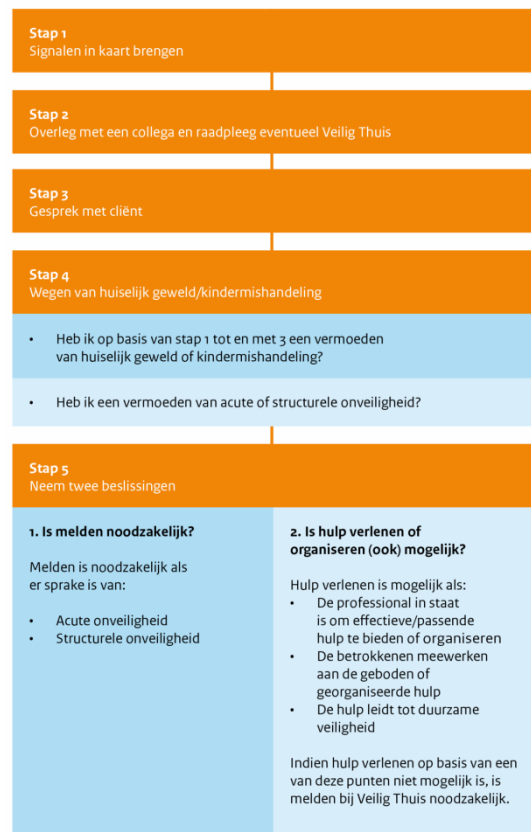 Stap 1
Signalen in kaart brengen
Stap 2
Overleg met een collega en raadpleeg eventueel Veilig Thuis
Stap 3
Gesprek met cliënt
Stap 4
Wegen van huiselijk geweld/kindermishandeling
• Heb ik op basis van stap 1 tot en met 3 een vermoeden
van huiselijk geweld of kindermishandeling?
• Heb ik een vermoeden van acute of structurele onveiligheid?
Stap 5
Neem twee beslissingen
1. Is melden noodzakelijk?
Melden is noodzakelijk als
er sprake is van:
• Acute onveiligheid
• Structurele onveiligheid
2. Is hulp verlenen of
organiseren (ook) mogelijk?
Hulp verlenen is mogelijk als:
• De professional in staat
is om effectieve/passende
hulp te bieden of organiseren
• De betrokkenen meewerken
aan de geboden of
georganiseerde hulp
• De hulp leidt tot duurzame
veiligheid
Indien hulp verlenen op basis van een
van deze punten niet mogelijk is, is
melden bij Veilig Thuis noodzakelijk.